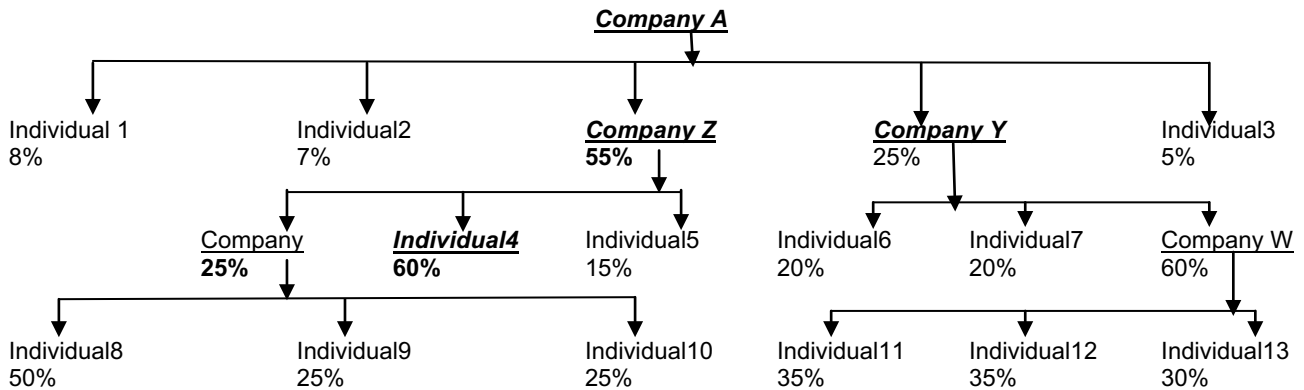 Company A
Individual 1 Individual2 Company Z Company Y Individual3
8% 7% 55% 25% 5%
Company Individual4 Individual5 Individual6 Individual7 Company W
25% 60% 15% 20% 20% 60%
Individual8 Individual9 Individual10 Individual11 Individual12 Individual13
50% 25% 25% 35% 35% 30%